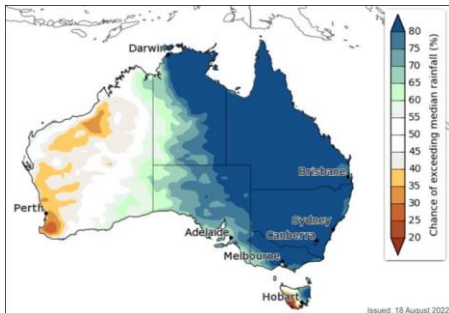 Darwin
Brisbane
Perth
Sydney
Adelaide
Canberra
Melbourne
Hobart
80
75
70
65
60
55
50
45
40
35
30
25
20
Chance of exceeding median rainfall (%)
Issued: 18 August 2022